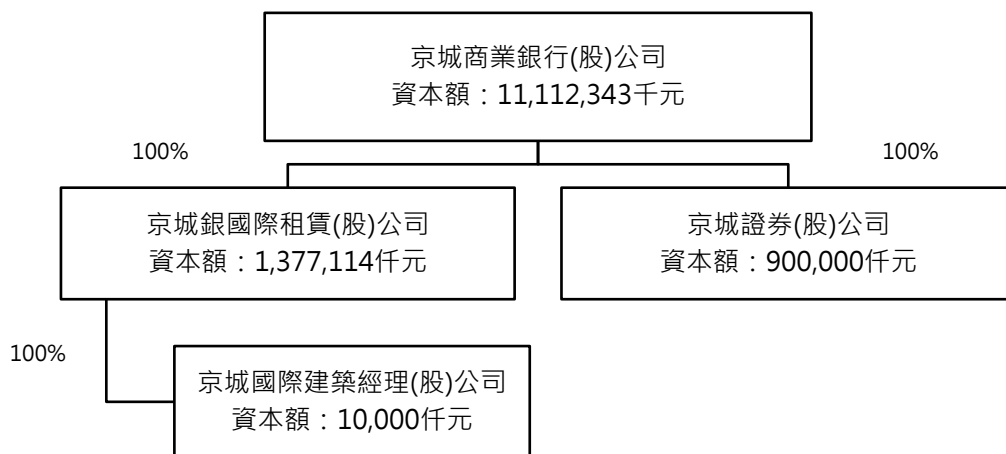 京城商業銀行(股)公司
資本額：11,112,343千元
100%
100%
京城銀國際租賃(股)公司
資本額：1,377,114仟元
京城證券(股)公司
資本額：900,000仟元
100%
京城國際建築經理(股)公司
資本額：10,000仟元